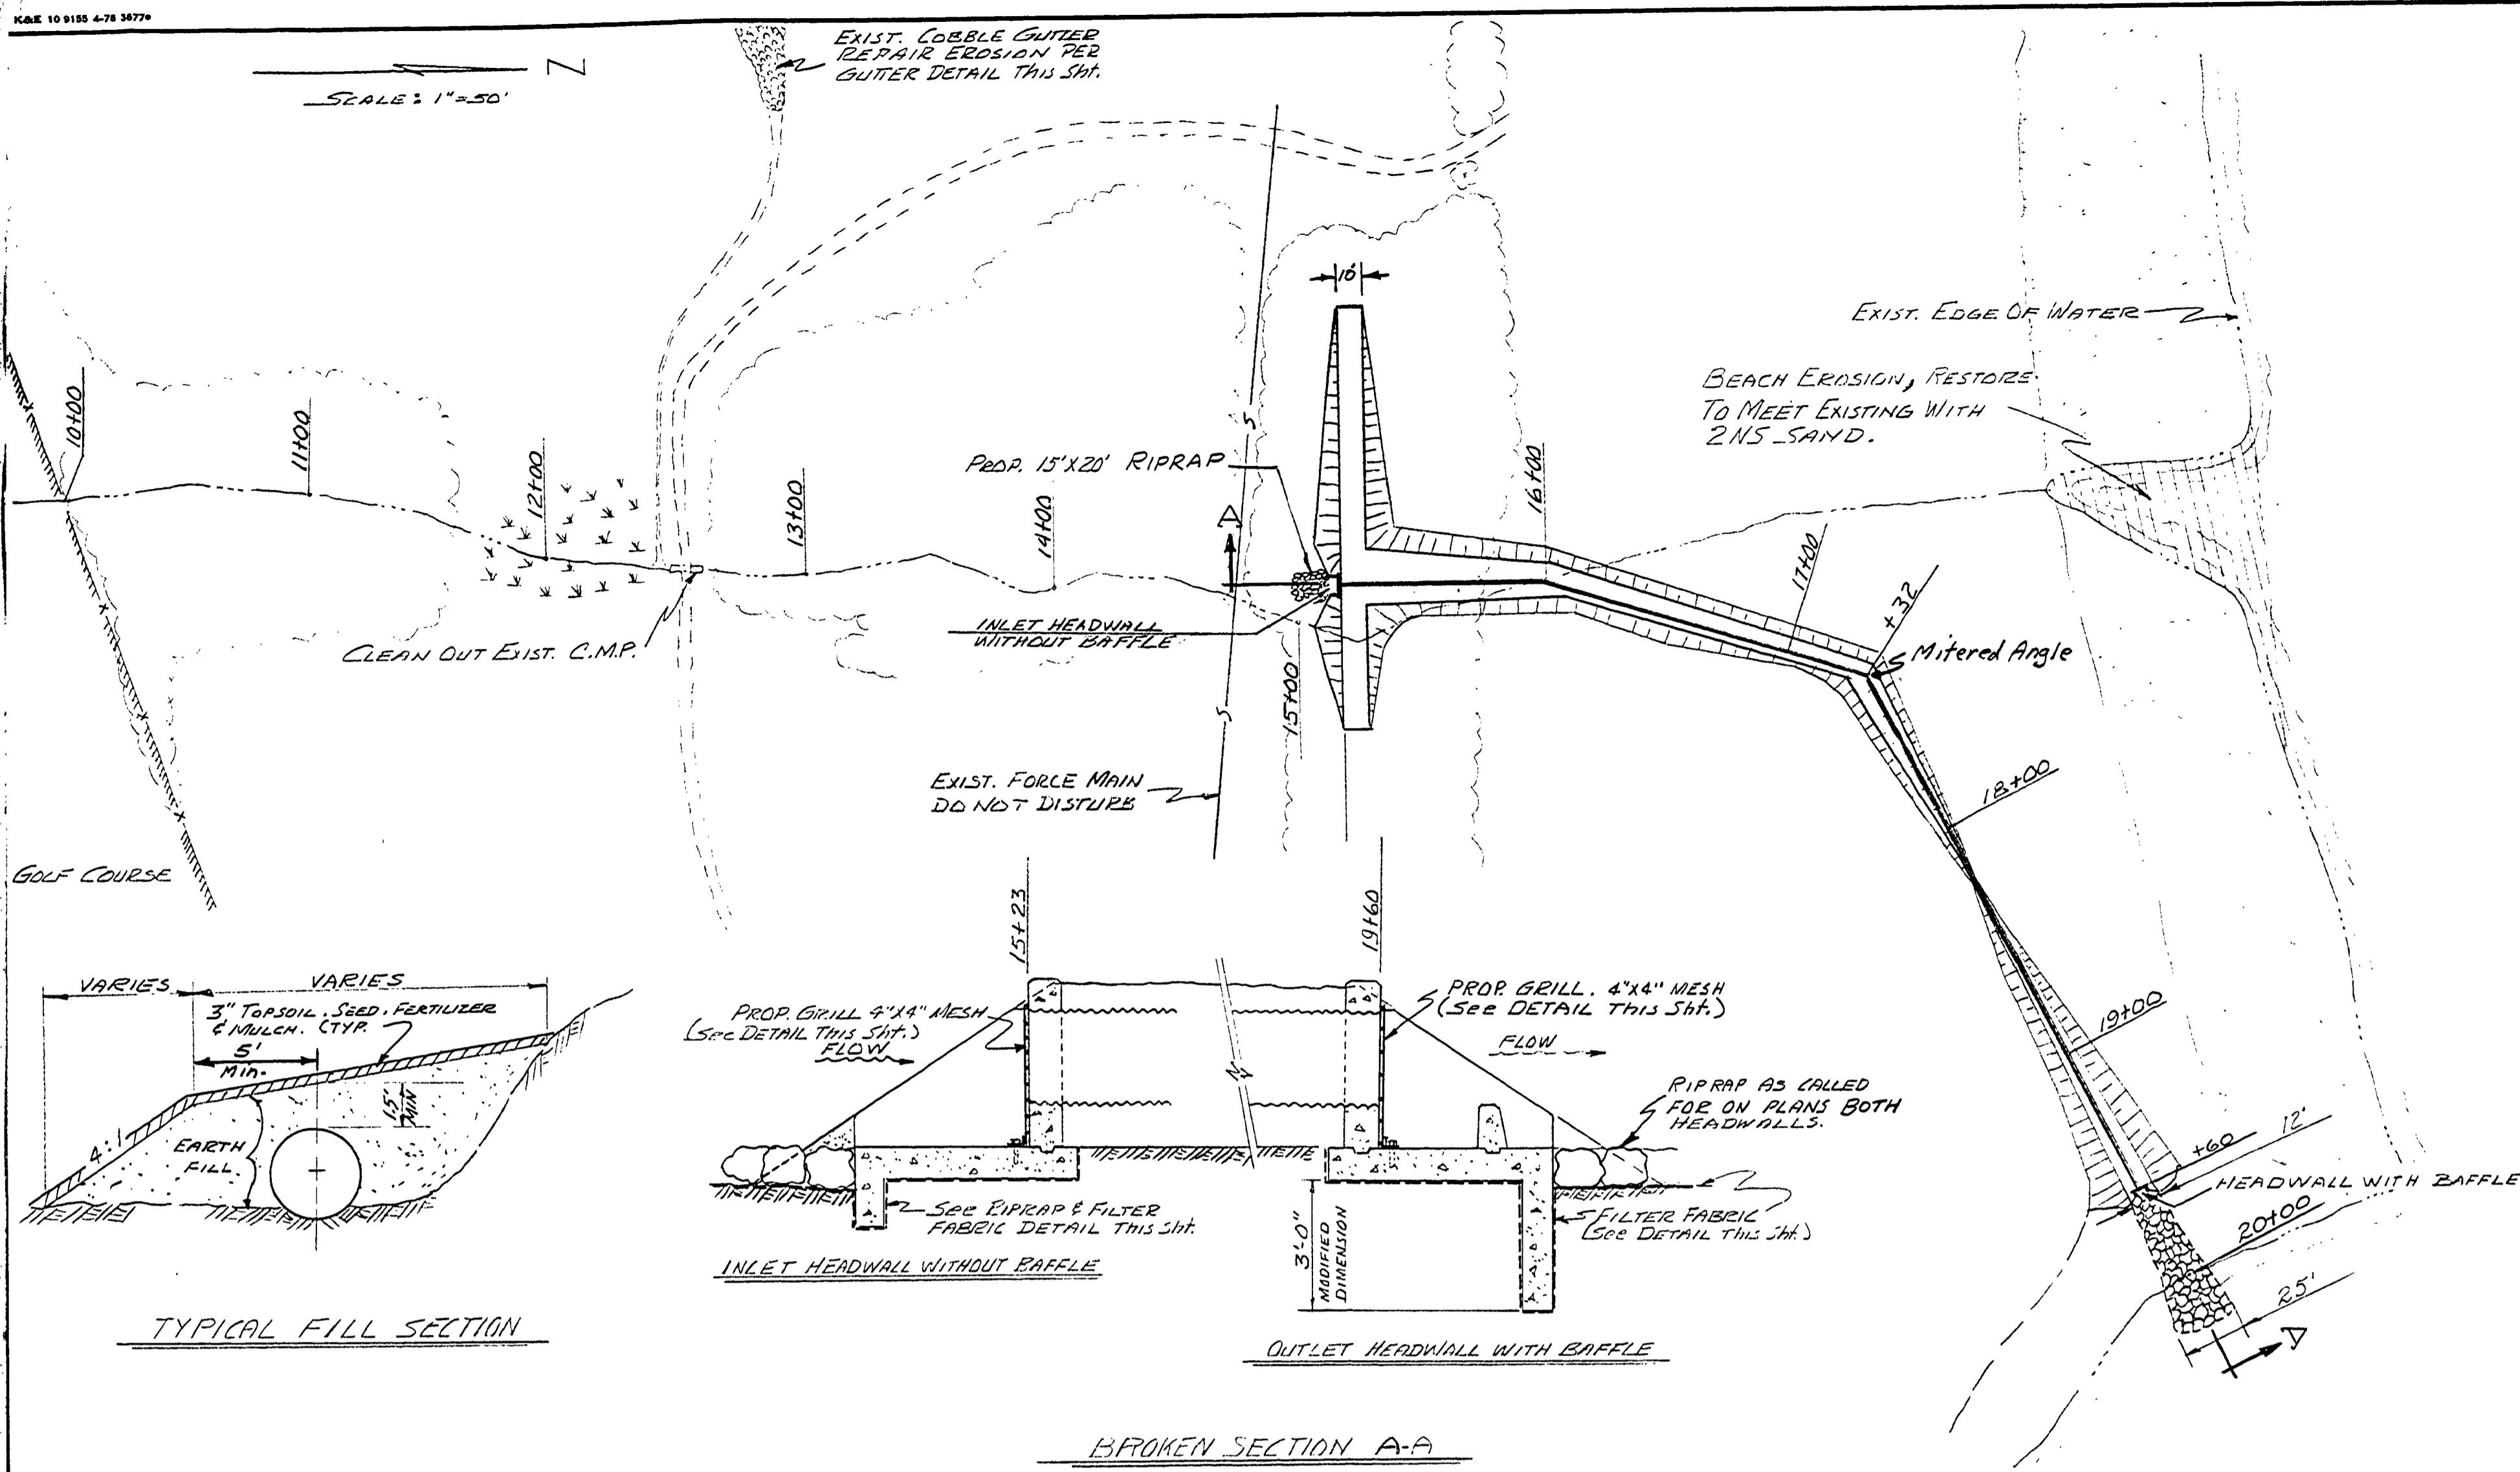 K&E 10 9155 4-78 3677
N
SCALE: 1"=50'
EXIST. COBBLE GUTTER
REPAIR EROSION PER
GUTTER DETAIL This Sht.
10'
EXIST. EDGE OF WATER
BEACH EROSION, RESTORE
TO MEET EXISTING WITH
2NS SAND.
10+00
11+00
12+00
13+00
14+00
15+00
16+00
17+00
+32
18+00
19+00
+60
20+00
12'
25'
S
S
A
A
PROP. 15'X20' RIPRAP
INLET HEADWALL
WITHOUT BAFFLE
CLEAN OUT EXIST. C.M.P.
Mitered Angle
EXIST. FORCE MAIN
DO NOT DISTURB
GOLF COURSE
HEADWALL WITH BAFFLE
VARIES
VARIES
3" TOPSOIL, SEED, FERTILIZER
& MULCH. (TYP.
5'
Min.
1.5'
MIN
4:1
EARTH
FILL
TYPICAL FILL SECTION
15+23
19+60
PROP. GRILL 4"X4" MESH
(See DETAIL This Sht.)
FLOW
PROP. GRILL. 4"X4" MESH
(See DETAIL This Sht.)
FLOW
RIPRAP AS CALLED
FOR ON PLANS BOTH
HEADWALLS.
See RIPRAP & FILTER
FABRIC DETAIL This Sht.
FILTER FABRIC
(See DETAIL This Sht.)
3'-0"
MODIFIED
DIMENSION
INLET HEADWALL WITHOUT BAFFLE
OUTLET HEADWALL WITH BAFFLE
BROKEN SECTION A-A